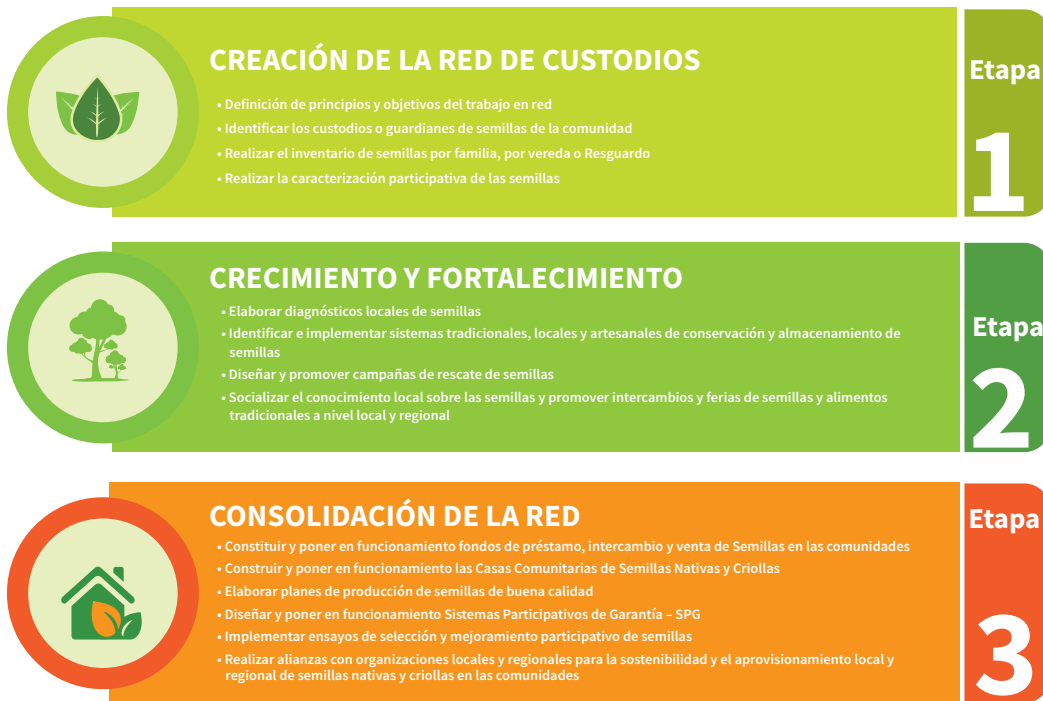 CREACIÓN DE LA RED DE CUSTODIOS
• Definición de principios y objetivos del trabajo en red
• Identificar los custodios o guardianes de semillas de la comunidad
• Realizar el inventario de semillas por familia, por vereda o Resguardo
• Realizar la caracterización participativa de las semillas
Etapa
1
CRECIMIENTO Y FORTALECIMIENTO
• Elaborar diagnósticos locales de semillas
• Identificar e implementar sistemas tradicionales, locales y artesanales de conservación y almacenamiento de
semillas
• Diseñar y promover campañas de rescate de semillas
• Socializar el conocimiento local sobre las semillas y promover intercambios y ferias de semillas y alimentos
tradicionales a nivel local y regional
Etapa
2
CONSOLIDACIÓN DE LA RED
• Constituir y poner en funcionamiento fondos de préstamo, intercambio y venta de Semillas en las comunidades
• Construir y poner en funcionamiento las Casas Comunitarias de Semillas Nativas y Criollas
• Elaborar planes de producción de semillas de buena calidad
• Diseñar y poner en funcionamiento Sistemas Participativos de Garantía – SPG
• Implementar ensayos de selección y mejoramiento participativo de semillas
• Realizar alianzas con organizaciones locales y regionales para la sostenibilidad y el aprovisionamiento local y
regional de semillas nativas y criollas en las comunidades
Etapa
3